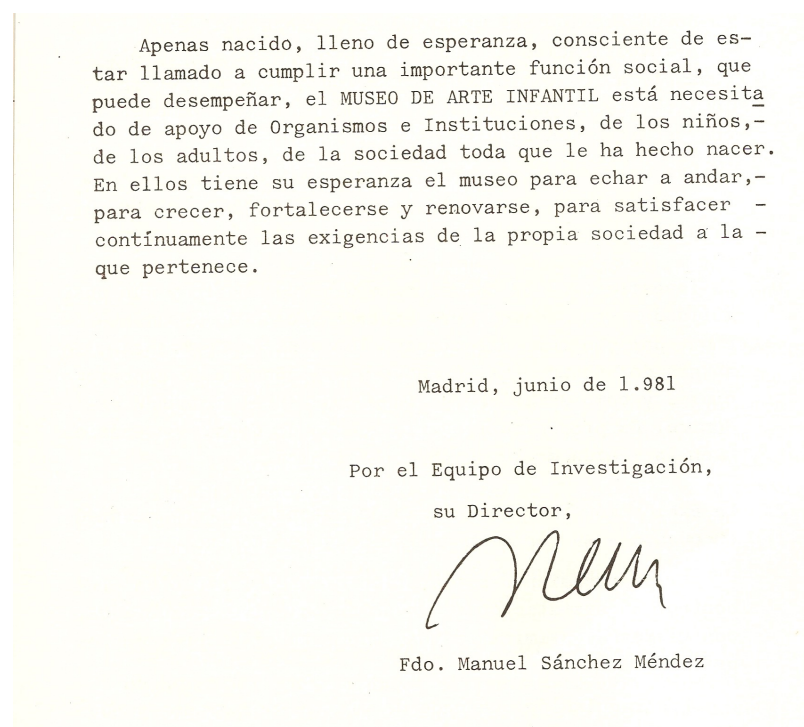 Apenas nacido, lleno de esperanza, consciente de es-
tar llamado a cumplir una importante función social, que
puede desempeñar, el MUSEO DE ARTE INFANTIL está necesita
do de apoyo de Organismos e Instituciones, de los niños,-
de los adultos, de la sociedad toda que le ha hecho nacer.
En ellos tiene su esperanza el museo para echar a andar,-
para crecer, fortalecerse y renovarse, para satisfacer -
contínuamente las exigencias de la propia sociedad a la -
que pertenece.
Madrid, junio de 1.981
Por el Equipo de Investigación,
su Director,
Fdo. Manuel Sánchez Méndez